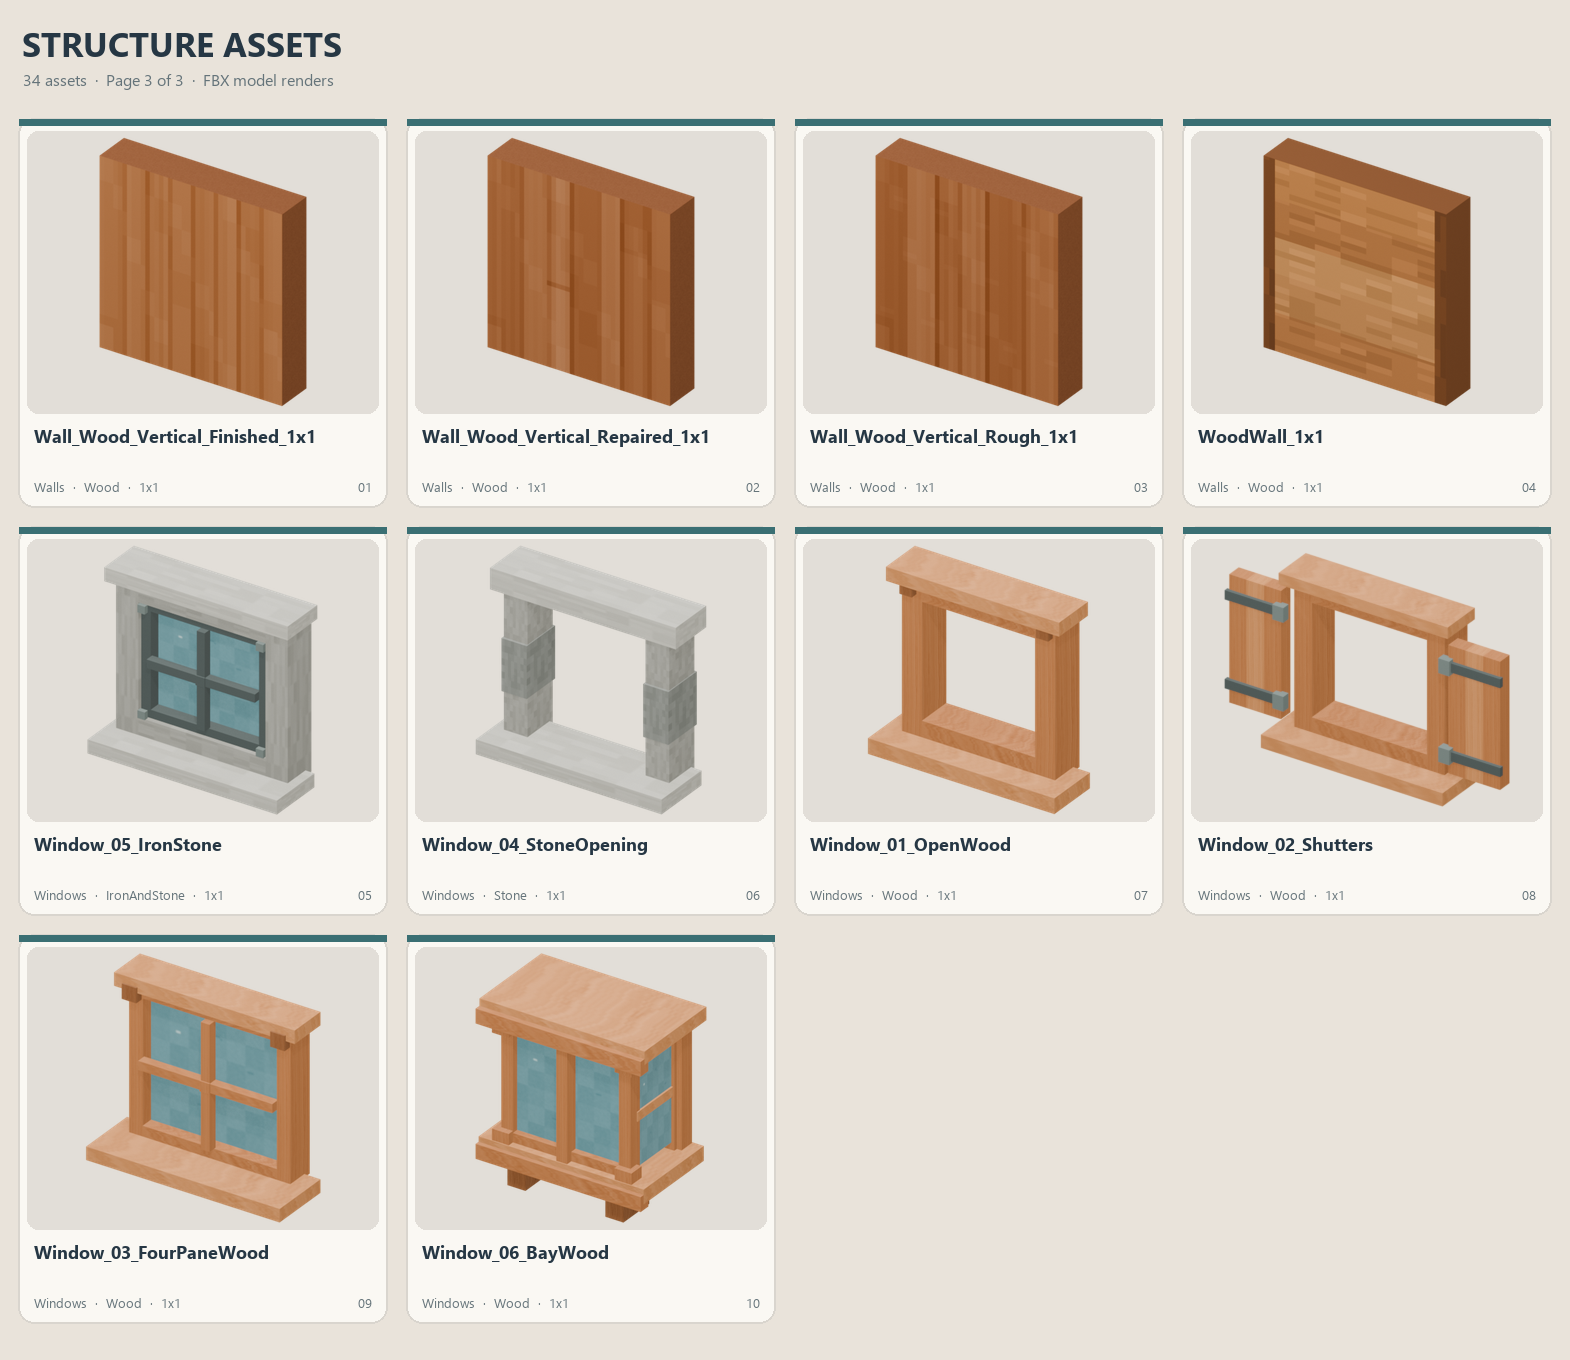 STRUCTURE ASSETS
34 assets · Page 3 of 3 · FBX model renders
Wall_Wood_Vertical_Finished_1x1
Walls · Wood · 1x1 01
Wall_Wood_Vertical_Repaired_1x1
Walls · Wood · 1x1 02
Wall_Wood_Vertical_Rough_1x1
Walls · Wood · 1x1 03
WoodWall_1x1
Walls · Wood · 1x1 04
Window_05_IronStone
Windows · IronAndStone · 1x1 05
Window_04_StoneOpening
Windows · Stone · 1x1 06
Window_01_OpenWood
Windows · Wood · 1x1 07
Window_02_Shutters
Windows · Wood · 1x1 08
Window_03_FourPaneWood
Windows · Wood · 1x1 09
Window_06_BayWood
Windows · Wood · 1x1 10